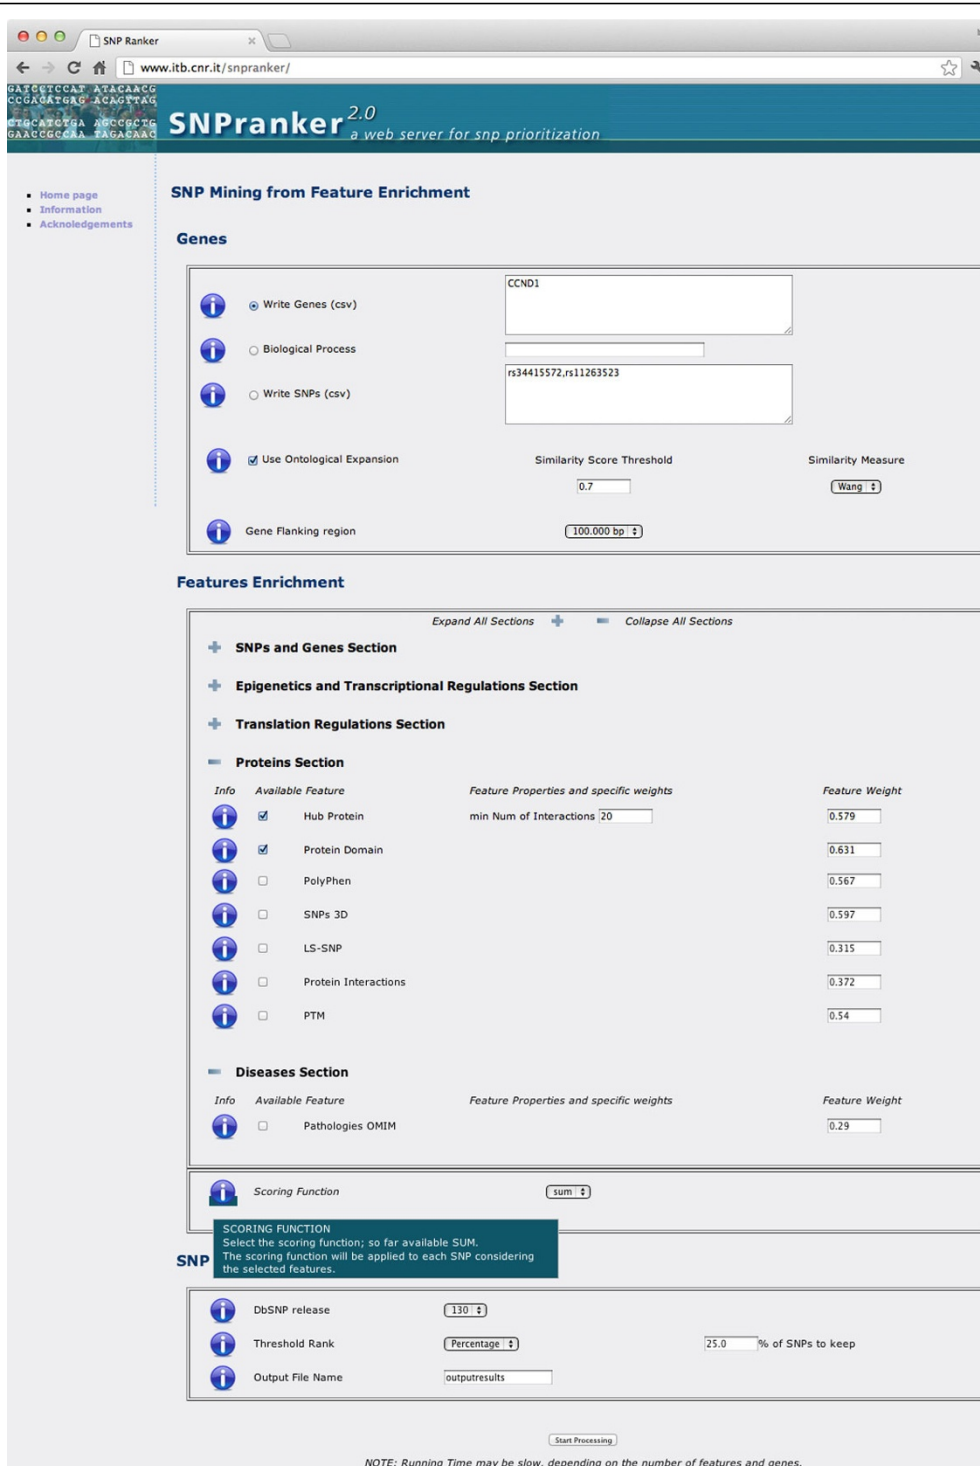 SNP Ranker
www.itb.cnr.it/snpranker/
GATCCTCCAT ATACAACG
CCGACATGAG ACAGTTAG
CTGCATCTGA AGCCGCTG
GAACCGCCAA TAGACAAC
SNPranker 2.0
a web server for snp prioritization
Home page
Information
Acknoledgements
SNP Mining from Feature Enrichment
Genes
Write Genes (csv) CCND1
Biological Process
Write SNPs (csv) rs34415572,rs11263523
Use Ontological Expansion Similarity Score Threshold Similarity Measure
0.7 Wang
Gene Flanking region 100.000 bp
Features Enrichment
Expand All Sections Collapse All Sections
SNPs and Genes Section
Epigenetics and Transcriptional Regulations Section
Translation Regulations Section
Proteins Section
Info Available Feature Feature Properties and specific weights Feature Weight
Hub Protein min Num of Interactions 20 0.579
Protein Domain 0.631
PolyPhen 0.567
SNPs 3D 0.597
LS-SNP 0.315
Protein Interactions 0.372
PTM 0.54
Diseases Section
Info Available Feature Feature Properties and specific weights Feature Weight
Pathologies OMIM 0.29
Scoring Function sum
SCORING FUNCTION
Select the scoring function; so far available SUM.
The scoring function will be applied to each SNP considering
the selected features.
SNP
DbSNP release 130
Threshold Rank Percentage 25.0 % of SNPs to keep
Output File Name outputresults
Start Processing
NOTE: Running Time may be slow, depending on the number of features and genes.